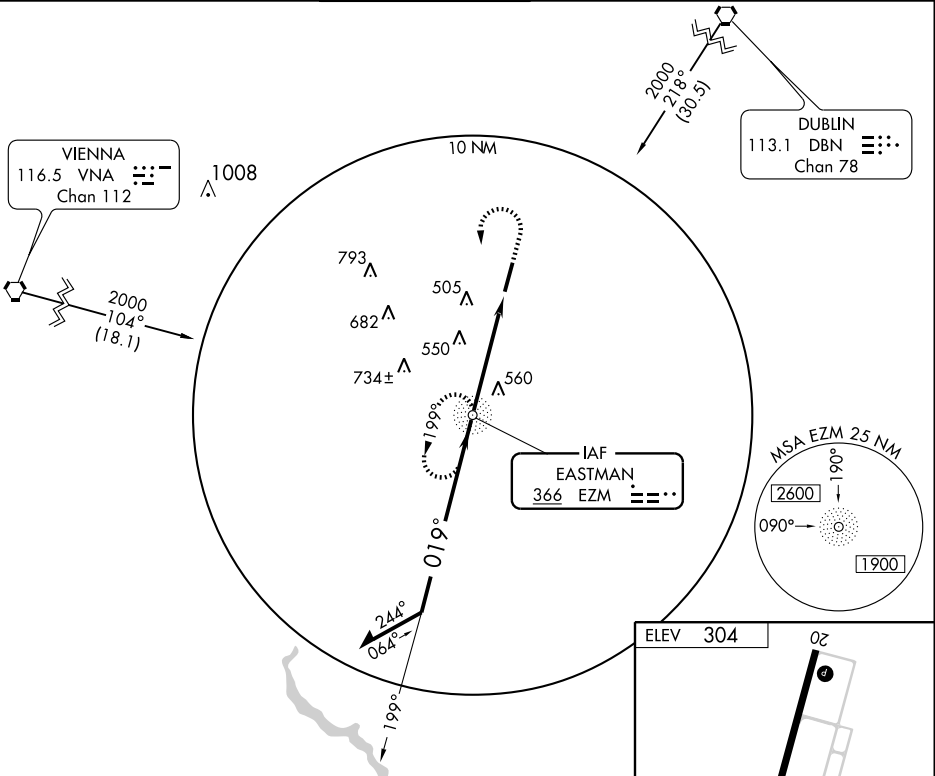 2000
218°
(30.5)
DUBLIN
113.1 DBN
Chan 78
10 NM
VIENNA
116.5 VNA
Chan 112
1008
793
505
682
550
734±
560
2000
104°
(18.1)
199°
IAF
EASTMAN
366 EZM
MSA EZM 25 NM
190°
2600
090°
1900
019°
244°
064°
199°
ELEV 304
20
P